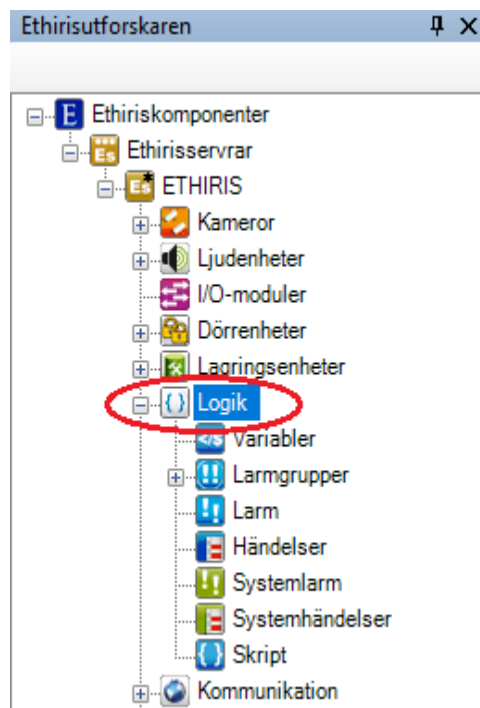 Ethirisutforskaren
Ethiriskomponenter
Ethirisservrar
ETHIRIS
Kameror
Ljudenheter
I/O-moduler
Dörrenheter
Lagringsenheter
Logik
Variabler
Larmgrupper
Larm
Händelser
Systemlarm
Systemhändelser
Skript
Kommunikation